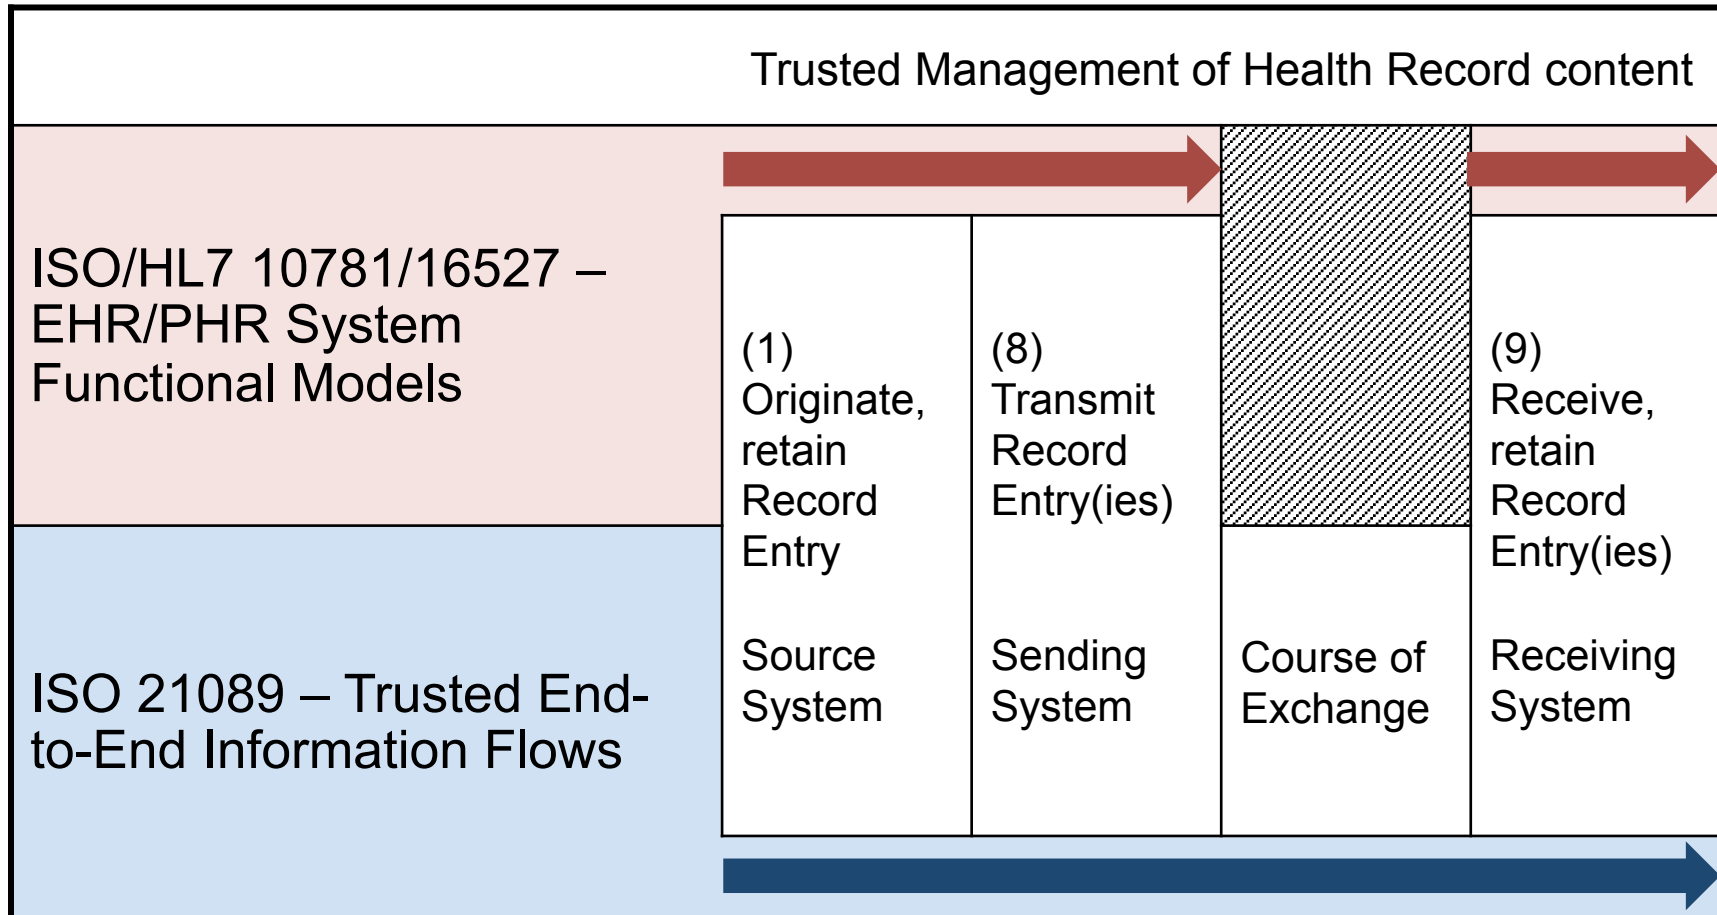 Trusted Management of Health Record content
ISO/HL7 10781/16527 –
EHR/PHR System
Functional Models
(1)
Originate,
retain
Record
Entry
Source
System
(8)
Transmit
Record
Entry(ies)
Sending
System
Course of
Exchange
(9)
Receive,
retain
Record
Entry(ies)
Receiving
System
ISO 21089 – Trusted End-
to-End Information Flows